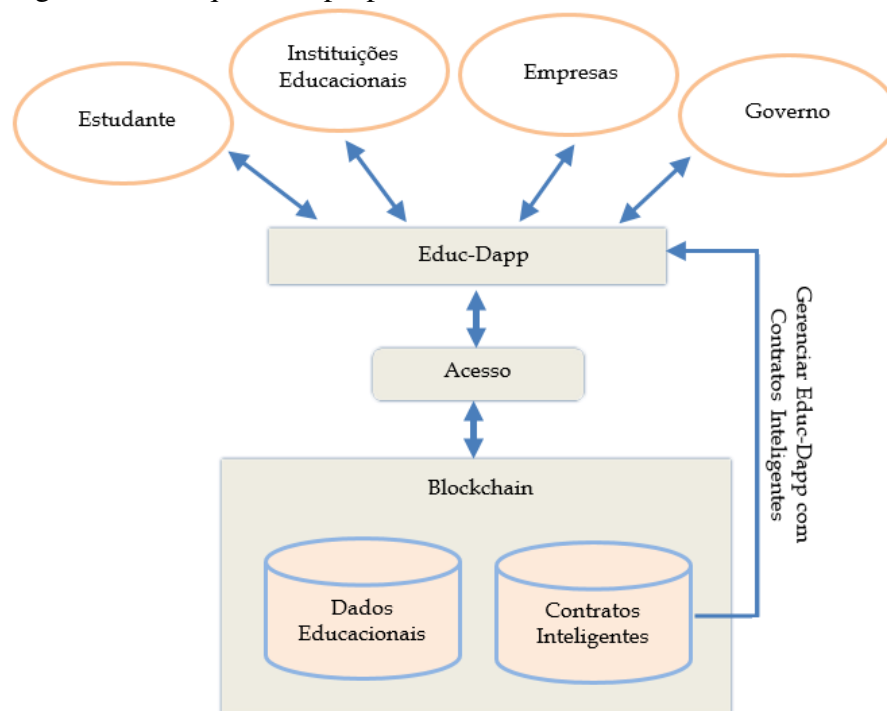 Instituições
Educacionais
Empresas
Estudante
Governo
Educ-Dapp
Acesso
Gerenciar Educ-Dapp com
Contratos Inteligentes
Blockchain
Dados
Educacionais
Contratos
Inteligentes